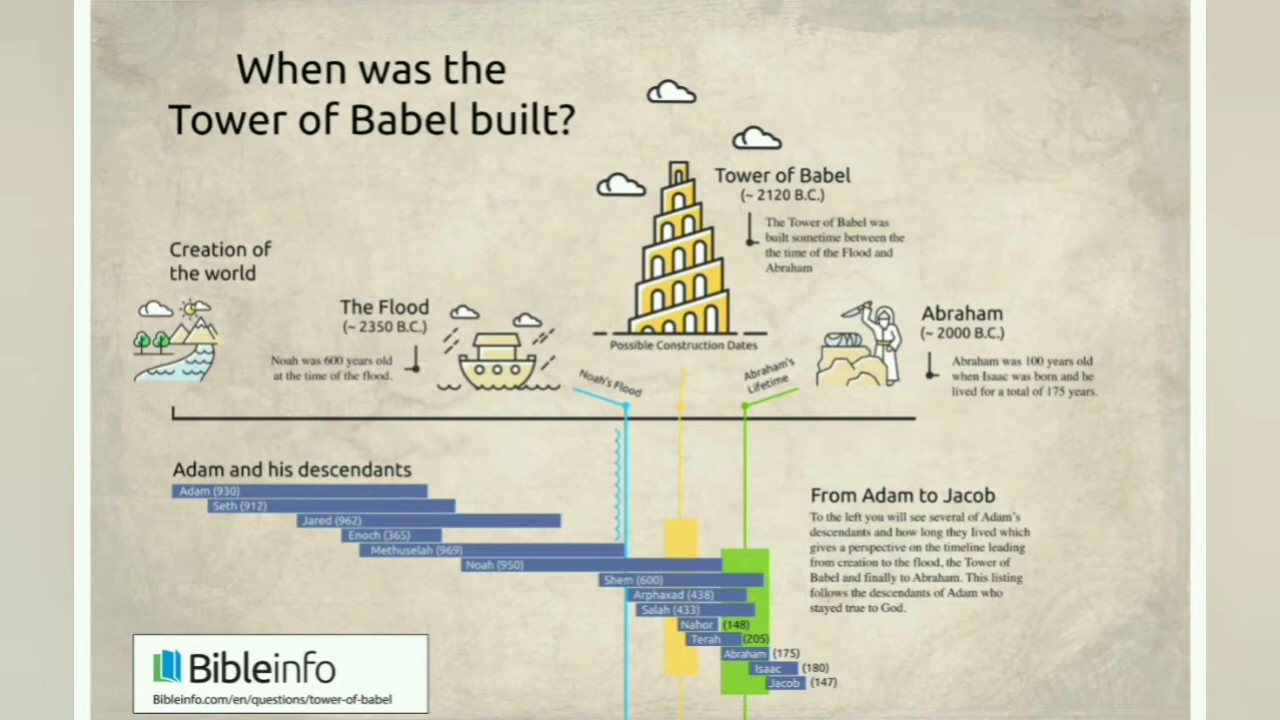 When was the
Tower of Babel built?
Tower of Babel
(~ 2120 B.C.)
The Tower of Babel was
built sometime between the
the time of the Flood and
Abraham
Creation of
the world
The Flood
(~ 2350 B.C.)
Noah was 600 years old
at the time of the flood.
Possible Construction Dates
Abraham
(~ 2000 B.C.)
Abraham was 100 years old
when Isaac was born and he
lived for a total of 175 years.
Noah's Flood
Abraham's
Lifetime
Adam and his descendants
Adam (930)
Seth (912)
Jared (962)
Enoch (365)
Methuselah (969)
Noah (950)
Shem (600)
Arphaxad (438)
Salah (433)
Nahor (148)
Terah (205)
Abraham (175)
Isaac (180)
Jacob (147)
From Adam to Jacob
To the left you will see several of Adam's
descendants and how long they lived which
gives a perspective on the timeline leading
from creation to the flood, the Tower of
Babel and finally to Abraham. This listing
follows the descendants of Adam who
stayed true to God.
Bibleinfo
Bibleinfo.com/en/questions/tower-of-babel